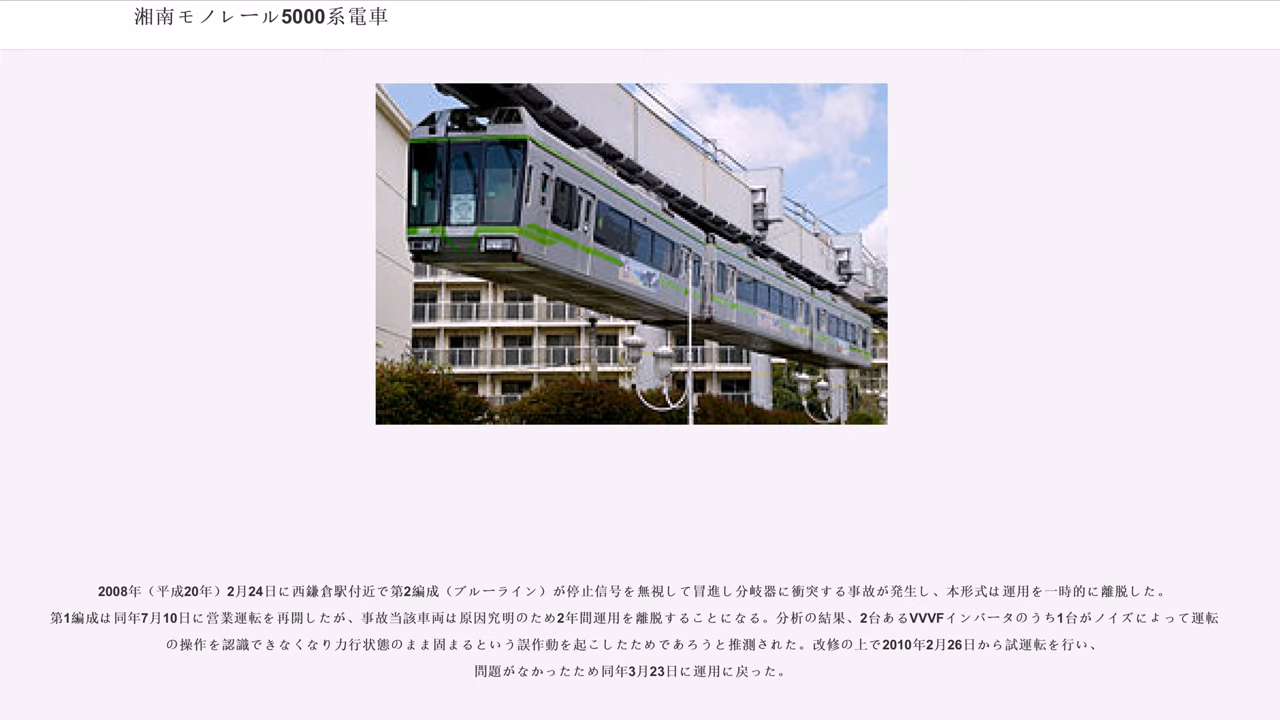 湘南モノレール5000系電車
2008年（平成20年）2月24日に西鎌倉駅付近で第2編成（ブルーライン）が停止信号を無視して冒進し分岐器に衝突する事故が発生し、本形式は運用を一時的に離脱した。
第1編成は同年7月10日に営業運転を再開したが、事故当該車両は原因究明のため2年間運用を離脱することになる。分析の結果、2台あるVVVFインバータのうち1台がノイズによって運転
の操作を認識できなくなり力行状態のまま固まるという誤作動を起こしたためであろうと推測された。改修の上で2010年2月26日から試運転を行い、
問題がなかったため同年3月23日に運用に戻った。